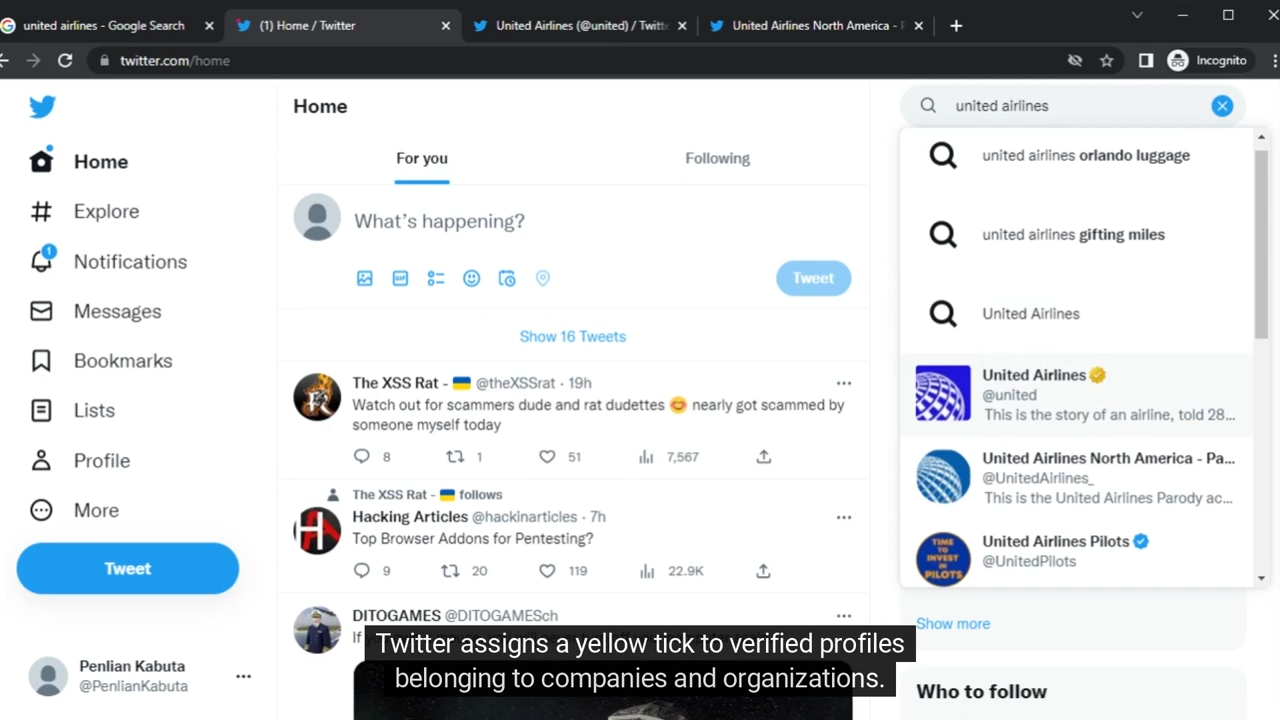 united airlines - Google Search
(1) Home / Twitter
United Airlines (@united) / Twitt
United Airlines North America - P
twitter.com/home
Incognito
Home
Explore
Notifications
1
Messages
Bookmarks
Lists
Profile
More
Tweet
Penlian Kabuta
@PenlianKabuta
Home
For you
Following
What's happening?
GIF
Tweet
Show 16 Tweets
The XSS Rat - 🇺🇦 @theXSSrat · 19h
Watch out for scammers dude and rat dudettes 😊 nearly got scammed by
someone myself today
8 1 51 7,567
The XSS Rat - 🇺🇦 follows
Hacking Articles @hackinarticles · 7h
Top Browser Addons for Pentesting?
9 20 119 22.9K
DITOGAMES @DITOGAMESch
If
Twitter assigns a yellow tick to verified profiles
belonging to companies and organizations.
united airlines
united airlines orlando luggage
united airlines gifting miles
United Airlines
United Airlines
@united
This is the story of an airline, told 28...
United Airlines North America - Pa...
@UnitedAirlines_
This is the United Airlines Parody ac...
TIME
TO
INVEST
IN
PILOTS
United Airlines Pilots
@UnitedPilots
Show more
Who to follow